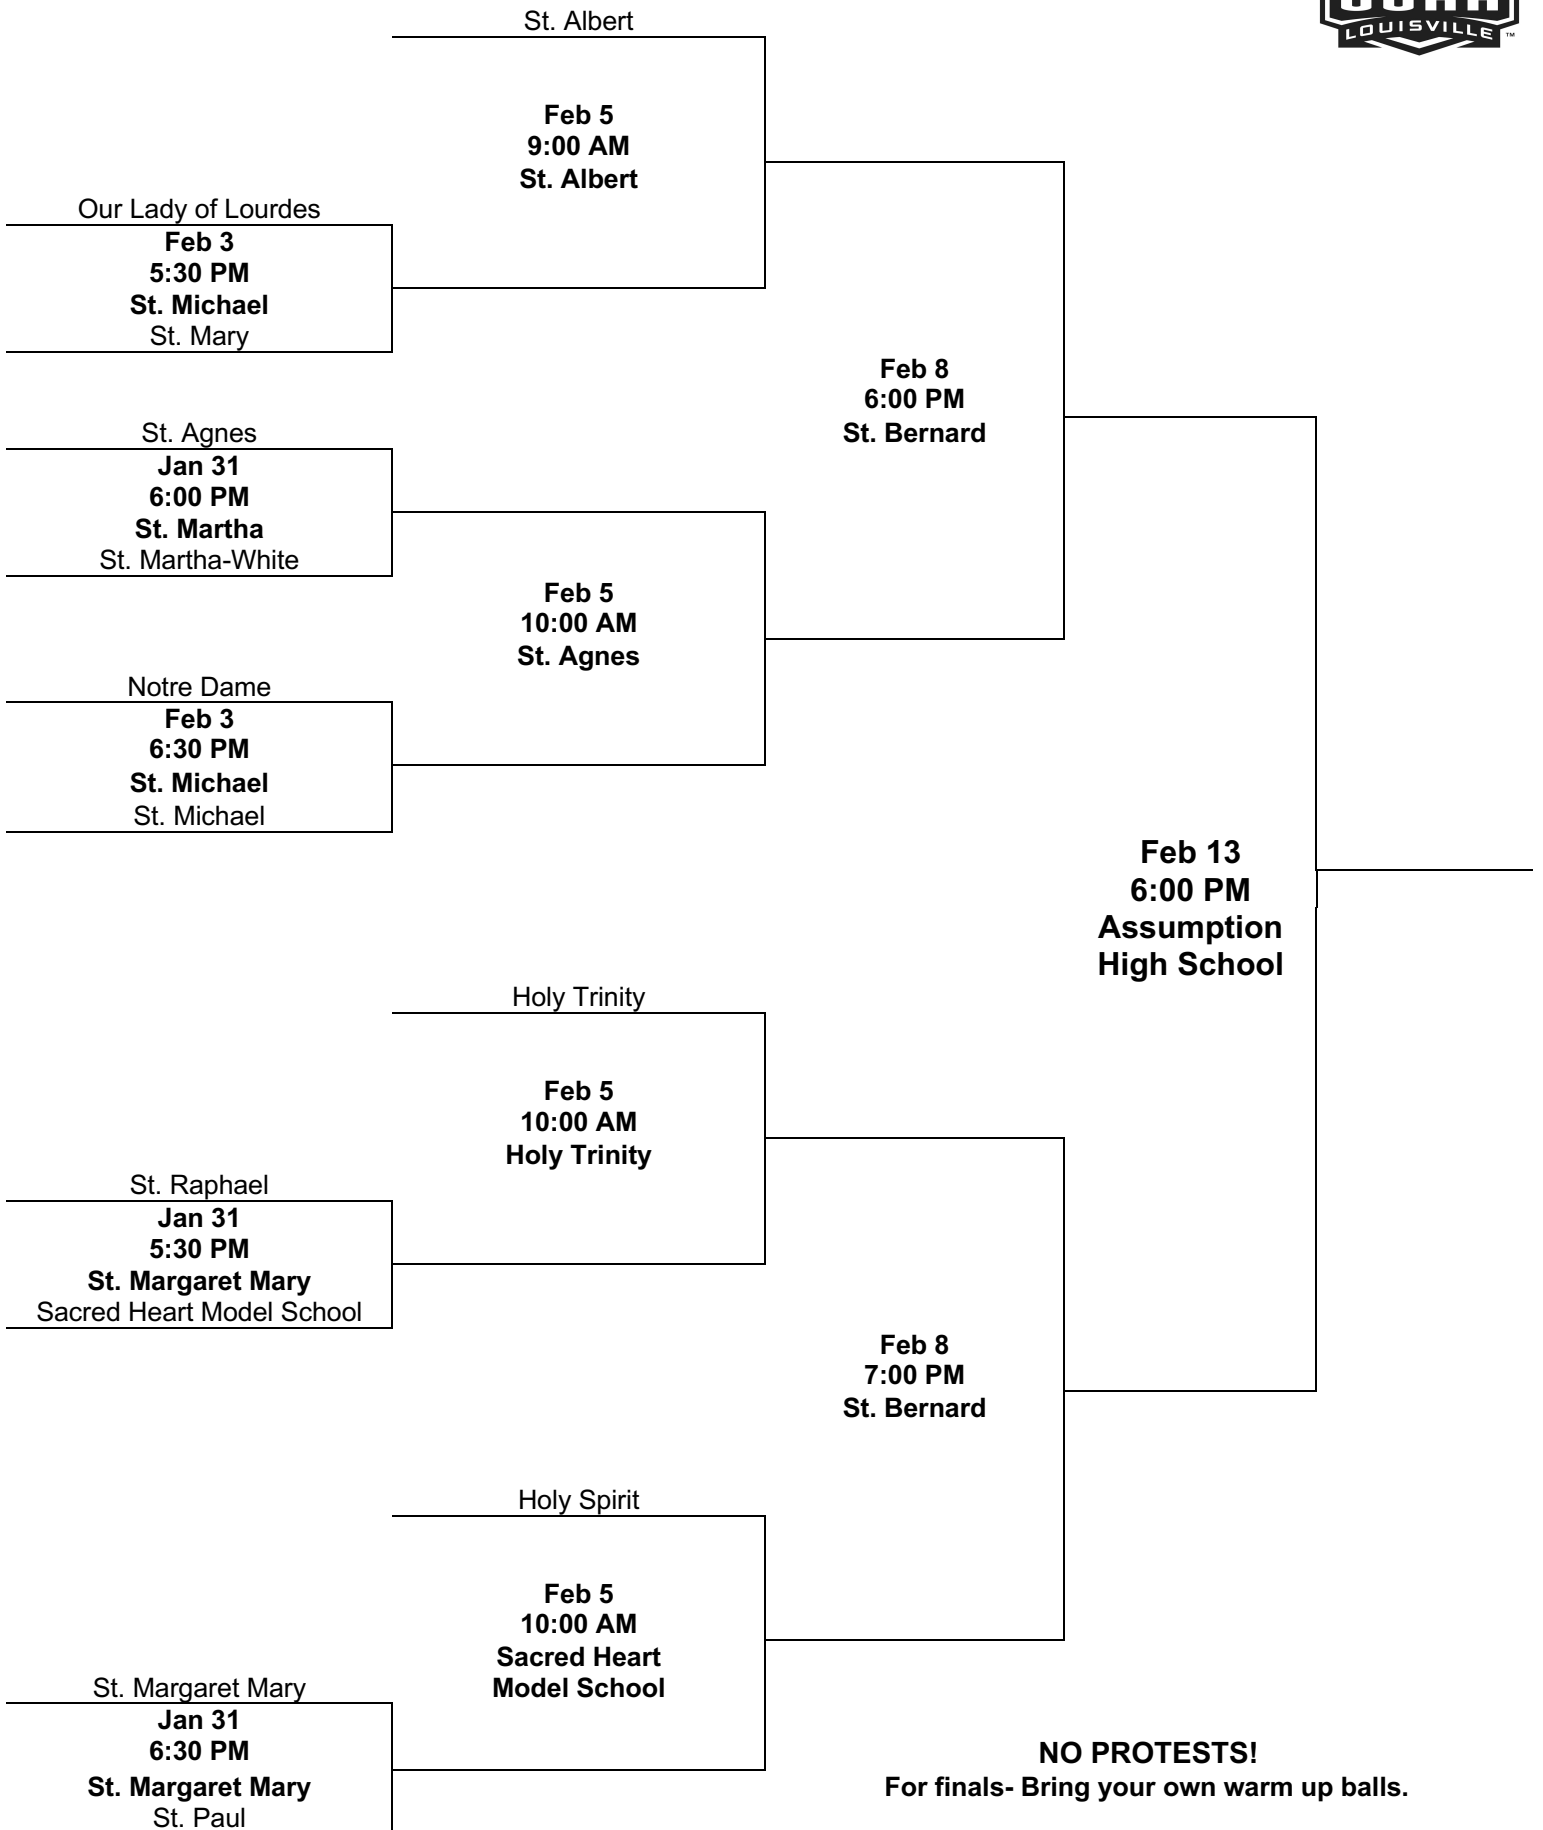 St. Albert
LOUISVILLE ™
Feb 5
9:00 AM
St. Albert
Our Lady of Lourdes
Feb 3
5:30 PM
St. Michael
St. Mary
Feb 8
6:00 PM
St. Bernard
St. Agnes
Jan 31
6:00 PM
St. Martha
St. Martha-White
Feb 5
10:00 AM
St. Agnes
Notre Dame
Feb 3
6:30 PM
St. Michael
St. Michael
Feb 13
6:00 PM
Assumption
High School
Holy Trinity
Feb 5
10:00 AM
Holy Trinity
St. Raphael
Jan 31
5:30 PM
St. Margaret Mary
Sacred Heart Model School
Feb 8
7:00 PM
St. Bernard
Holy Spirit
Feb 5
10:00 AM
Sacred Heart
Model School
St. Margaret Mary
Jan 31
6:30 PM
St. Margaret Mary
St. Paul
NO PROTESTS!
For finals- Bring your own warm up balls.